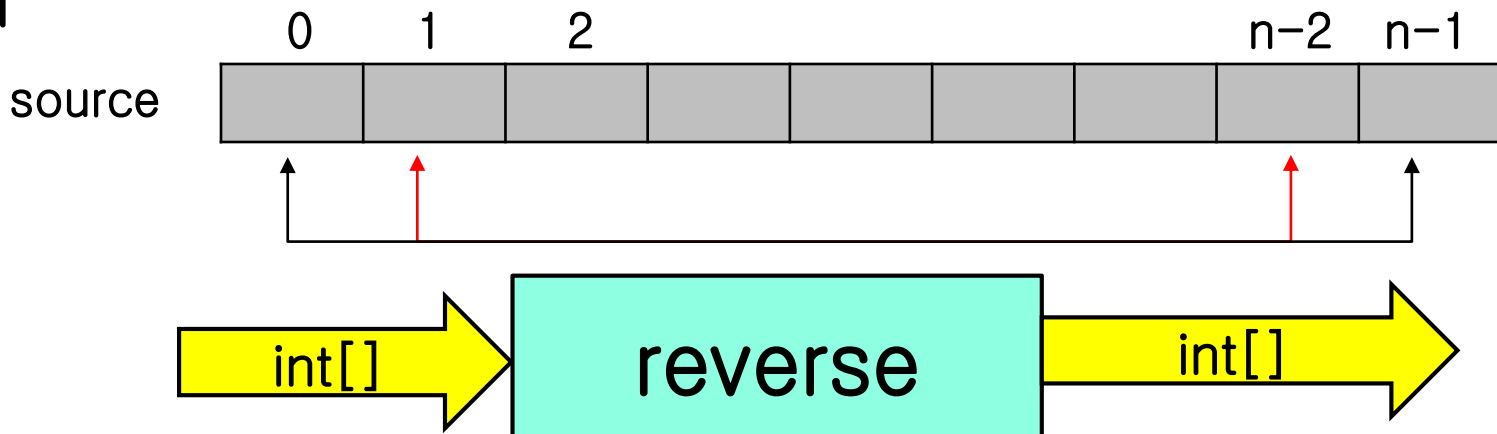 0 1 2 n-2 n-1
source
int[] reverse int[]